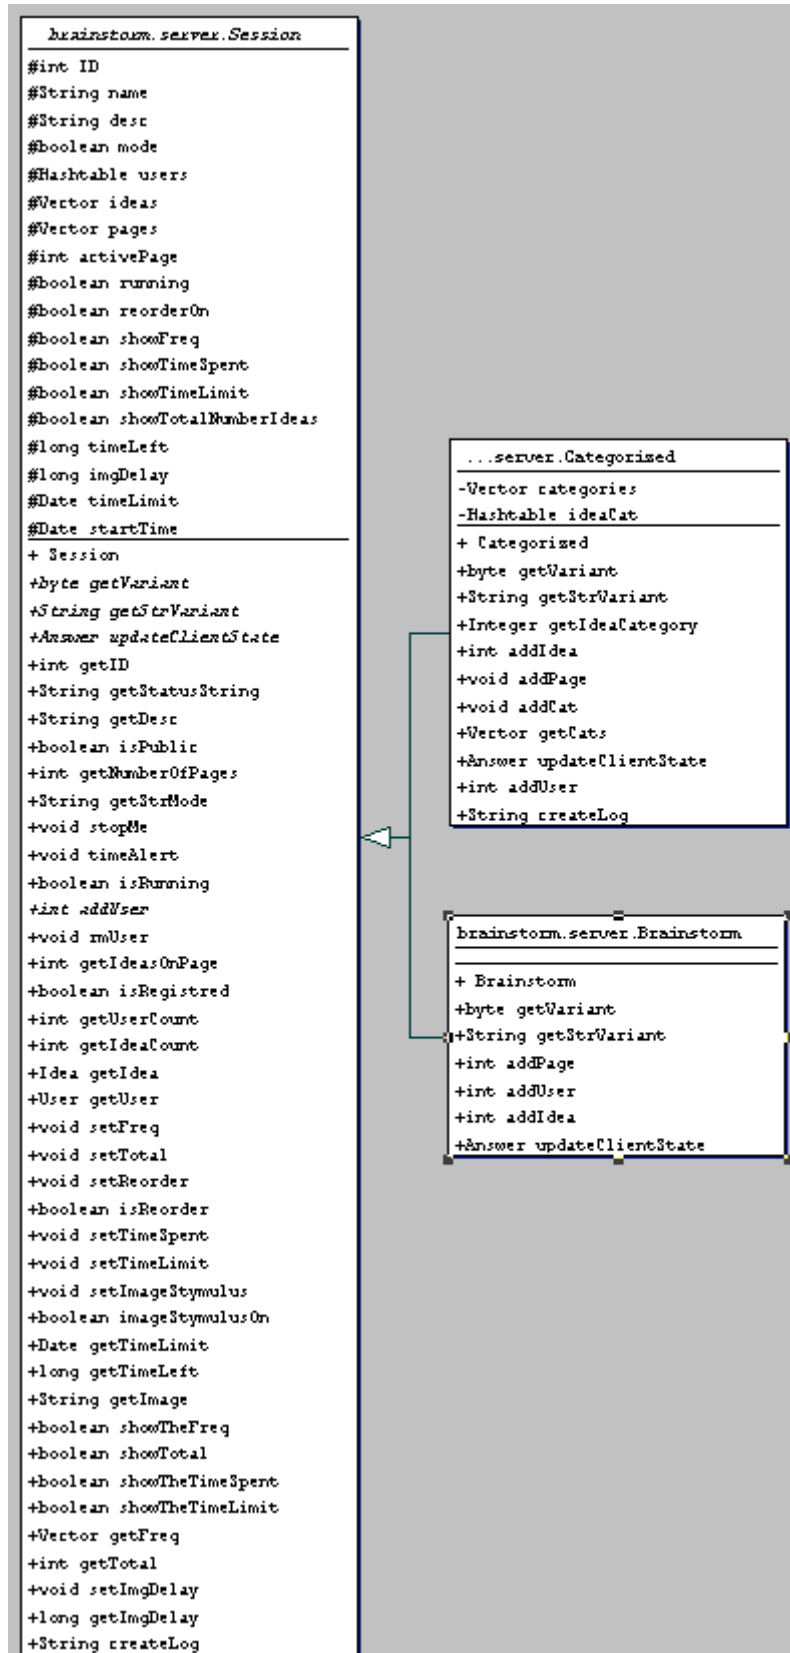 brainstorm.server.Session
#int ID
#String name
#String desc
#boolean mode
#Hashtable users
#Vector ideas
#Vector pages
#int activePage
#boolean running
#boolean reorderOn
#boolean showFreq
#boolean showTimeSpent
#boolean showTimeLimit
#boolean showTotalNumberIdeas
#long timeLeft
#long imgDelay
#Date timeLimit
#Date startTime
+ Session
+byte getVariant
+String getStrVariant
+Answer updateClientState
+int getID
+String getStatusString
+String getDesc
+boolean isPublic
+int getNumberOfPages
+String getStrMode
+void stopMe
+void timeAlert
+boolean isRunning
+int addUser
+void rmUser
+int getIdeasOnPage
+boolean isRegistred
+int getUserCount
+int getIdeaCount
+Idea getIdea
+User getUser
+void setFreq
+void setTotal
+void setReorder
+boolean isReorder
+void setTimeSpent
+void setTimeLimit
+void setImageStymulus
+boolean imageStymulusOn
+Date getTimeLimit
+long getTimeLeft
+String getImage
+boolean showTheFreq
+boolean showTotal
+boolean showTheTimeSpent
+boolean showTheTimeLimit
+Vector getFreq
+int getTotal
+void setImgDelay
+long getImgDelay
+String createLog
...server.Categorized
-Vector categories
-Hashtable ideaCat
+ Categorized
+byte getVariant
+String getStrVariant
+Integer getIdeaCategory
+int addIdea
+void addPage
+void addCat
+Vector getCats
+Answer updateClientState
+int addUser
+String createLog
brainstorm.server.Brainstorm
+ Brainstorm
+byte getVariant
+String getStrVariant
+int addPage
+int addUser
+int addIdea
+Answer updateClientState